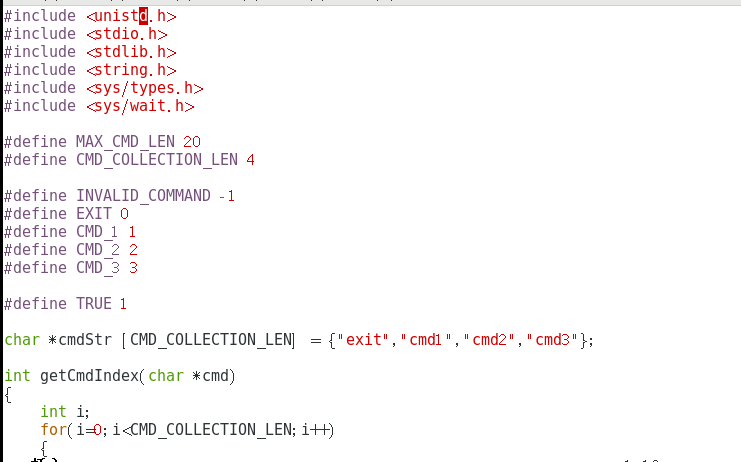 #include <unistd.h>
#include <stdio.h>
#include <stdlib.h>
#include <string.h>
#include <sys/types.h>
#include <sys/wait.h>
#define MAX_CMD_LEN 20
#define CMD_COLLECTION_LEN 4
#define INVALID_COMMAND -1
#define EXIT 0
#define CMD_1 1
#define CMD_2 2
#define CMD_3 3
#define TRUE 1
char *cmdStr [CMD_COLLECTION_LEN] = {"exit","cmd1","cmd2","cmd3"};
int getCmdIndex(char *cmd)
{
int i;
for(i=0;i<CMD_COLLECTION_LEN;i++)
{